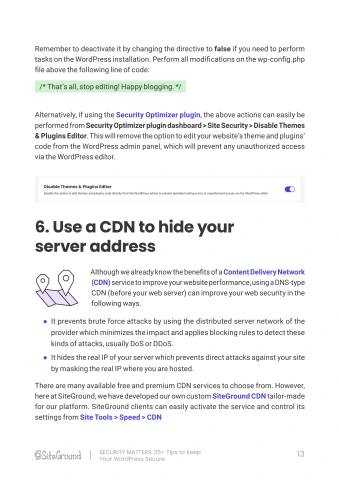 Remember to deactivate it by changing the directive to false if you need to perform
tasks on the WordPress installation. Perform all modifications on the wp-config.php
file above the following line of code:
/* That's all, stop editing! Happy blogging. */
Alternatively, if using the Security Optimizer plugin, the above actions can easily be
performed from Security Optimizer plugin dashboard > Site Security > Disable Themes
& Plugins Editor. This will remove the option to edit your website's theme and plugins'
code from the WordPress admin panel, which will prevent any unauthorized access
via the WordPress editor.
Disable Themes & Plugins Editor
6. Use a CDN to hide your
server address
Although we already know the benefits of a Content Delivery Network
(CDN) service to improve your website performance, using a DNS-type
CDN (before your web server) can improve your web security in the
following ways.
It prevents brute force attacks by using the distributed server network of the
provider which minimizes the impact and applies blocking rules to detect these
kinds of attacks, usually DoS or DDoS.
It hides the real IP of your server which prevents direct attacks against your site
by masking the real IP where you are hosted.
There are many available free and premium CDN services to choose from. However,
here at SiteGround, we have developed our own custom SiteGround CDN tailor-made
for our platform. SiteGround clients can easily activate the service and control its
settings from Site Tools > Speed > CDN
SiteGround
SECURITY MATTERS: 35+ Tips to Keep
Your WordPress Secure
13